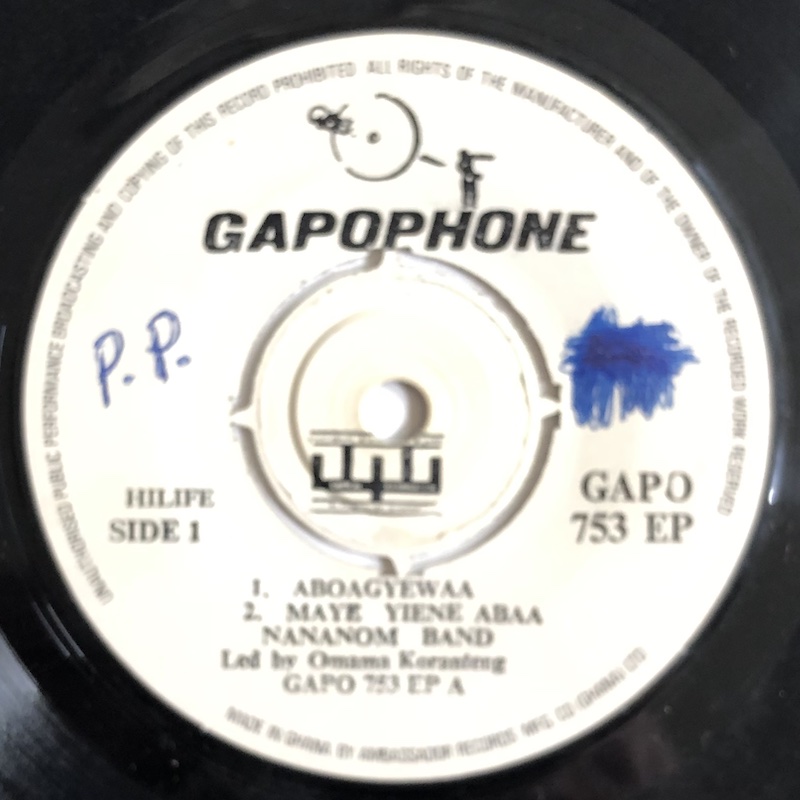 UNAUTHORISED PUBLIC PERFORMANCE BROADCASTING AND COPYING OF THIS RECORD PROHIBITED ALL RIGHTS OF THE MANUFACTURER AND OF THE OWNER OF THE RECORDED WORK RESERVED
GAPOPHONE
P.P.
HILIFE
SIDE 1
GAPO
753 EP
1. ABOAGYEWAA
2. MAYE YIENE ABAA
NANANOM BAND
Led by Omama Koranteng
GAPO 753 EP A
MADE IN GHANA BY AMBASSADOR RECORDS MFG CO (GHANA) LTD